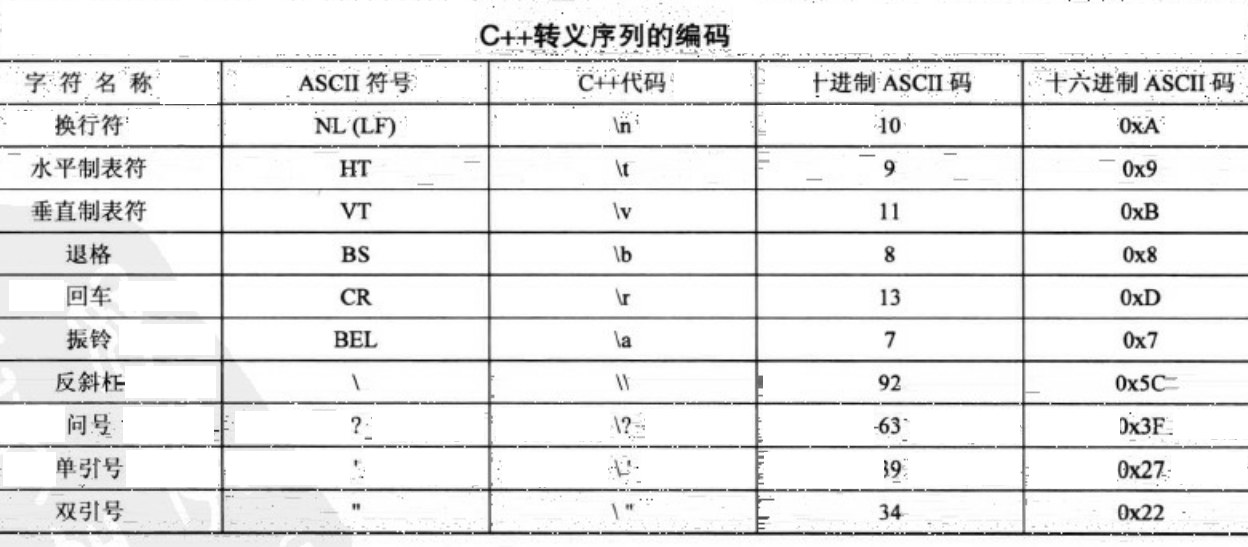 C++转义序列的编码
字符名称 ASCII 符号 C++代码 十进制 ASCII 码 十六进制 ASCII 码
换行符 NL (LF) \n 10 0xA
水平制表符 HT \t 9 0x9
垂直制表符 VT \v 11 0xB
退格 BS \b 8 0x8
回车 CR \r 13 0xD
振铃 BEL \a 7 0x7
反斜杠 \ \\ 92 0x5C
问号 ? \? 63 0x3F
单引号 ' \' 39 0x27
双引号 " \" 34 0x22